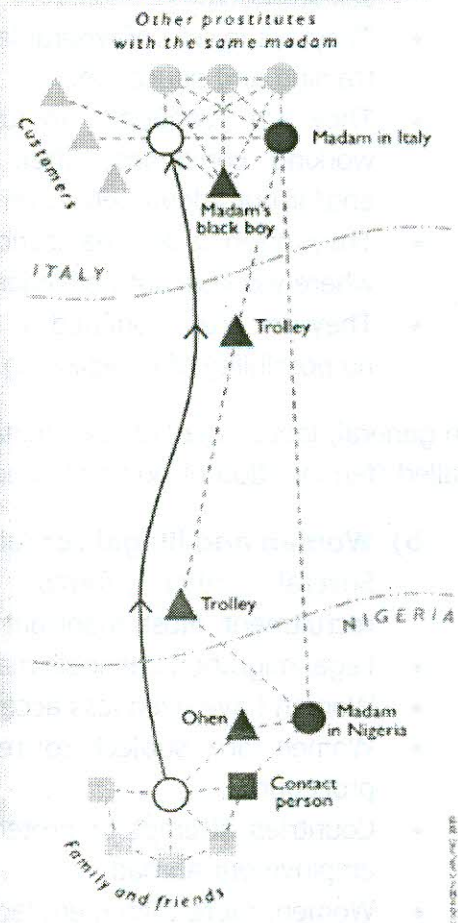 Other prostitutes
with the same madam
Customers
Madam in Italy
Madam's
black boy
ITALY
Trolley
Trolley
NIGERIA
Ohen
Madam
in Nigeria
Contact
person
Family and friends